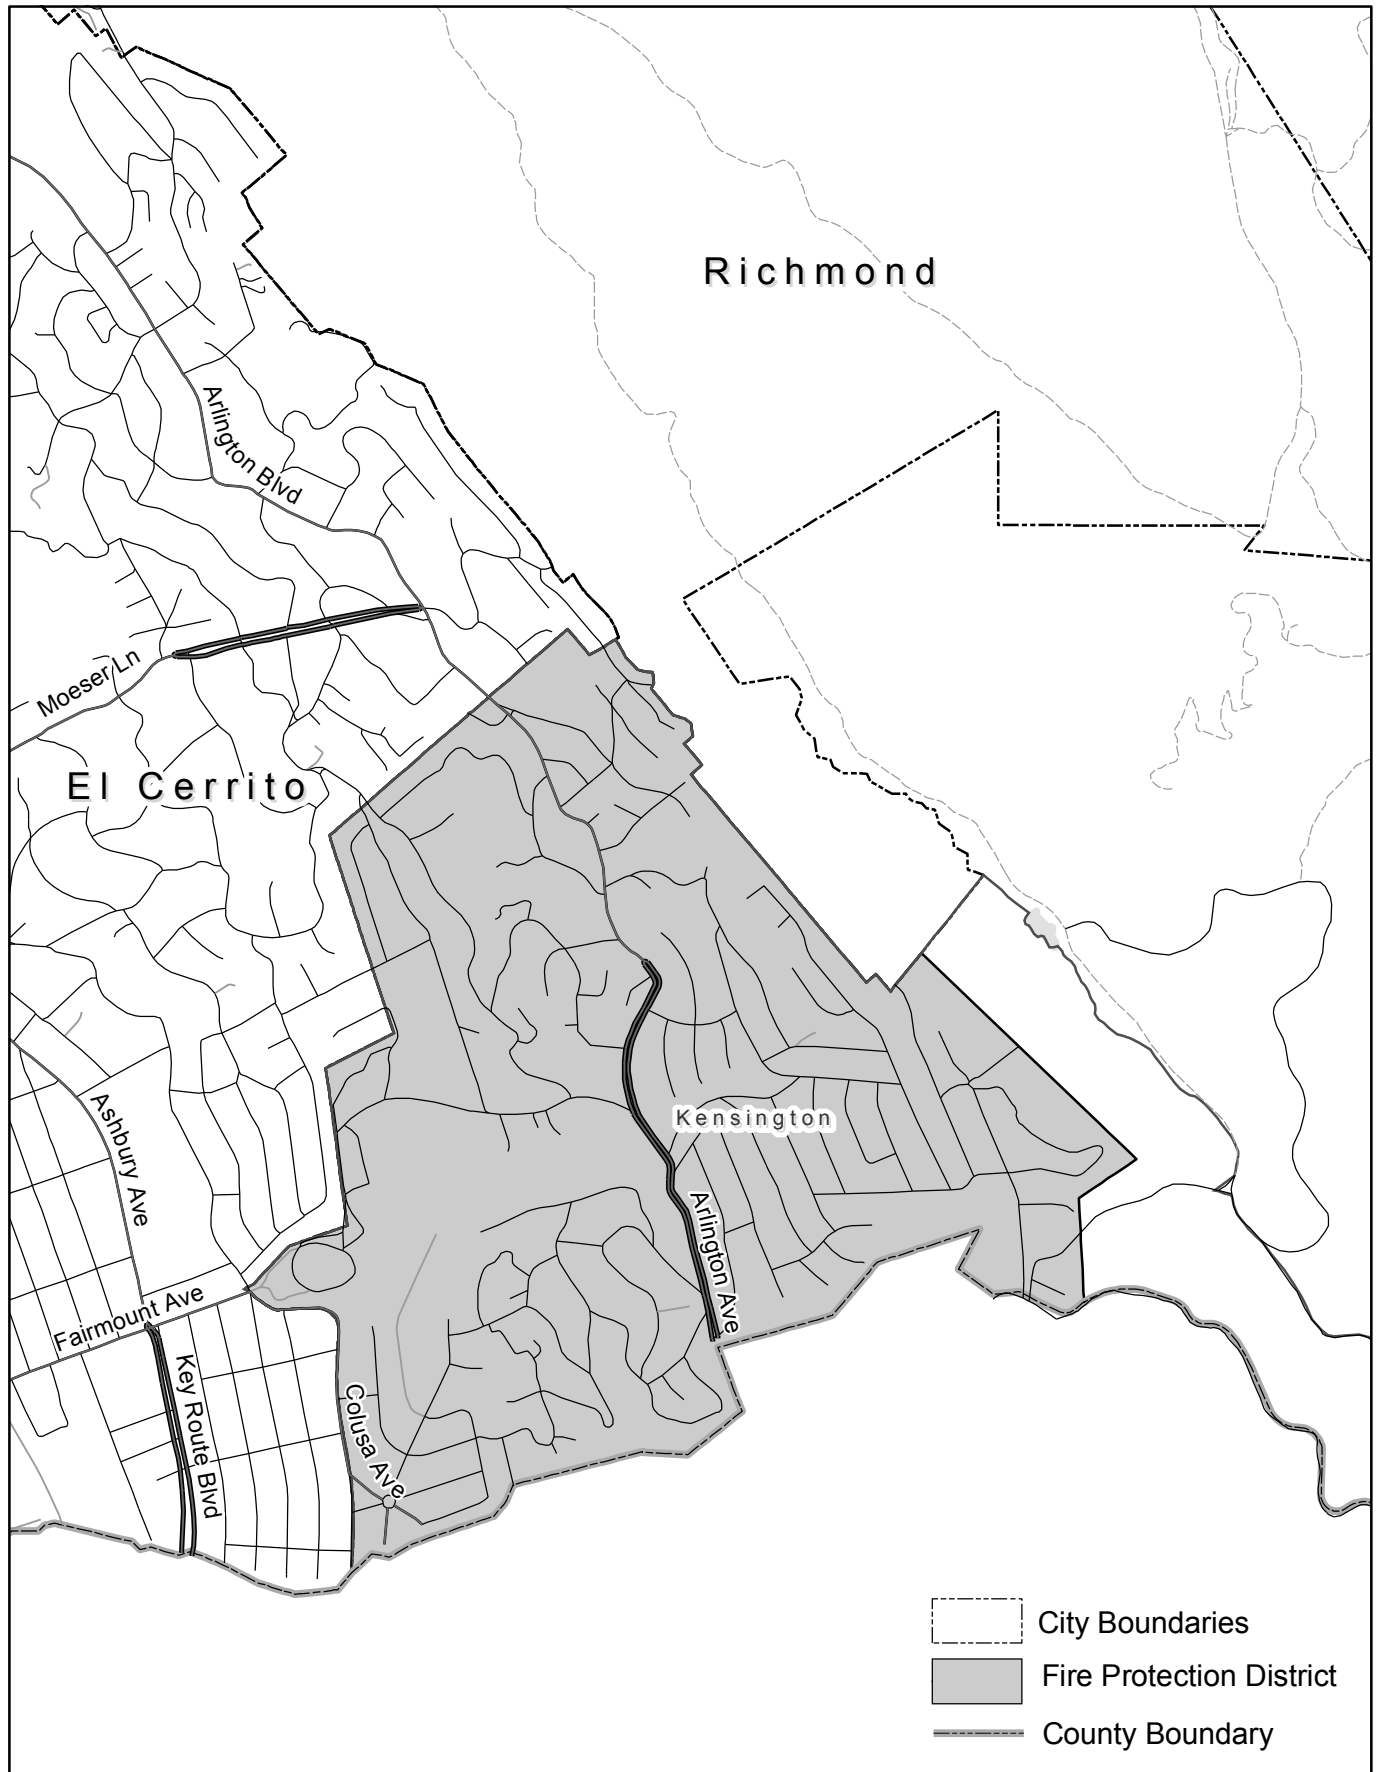 Richmond
Arlington Blvd
Moeser Ln
El Cerrito
Ashbury Ave
Kensington
Arlington Ave
Fairmount Ave
Key Route Blvd
Colusa Ave
City Boundaries
Fire Protection District
County Boundary